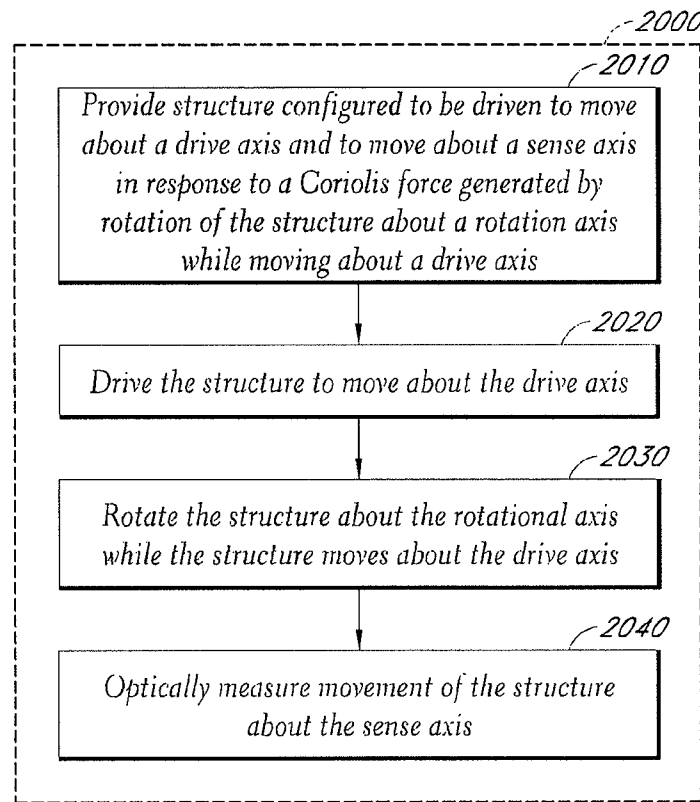 2000
2010
Provide structure configured to be driven to move
about a drive axis and to move about a sense axis
in response to a Coriolis force generated by
rotation of the structure about a rotation axis
while moving about a drive axis
2020
Drive the structure to move about the drive axis
2030
Rotate the structure about the rotational axis
while the structure moves about the drive axis
2040
Optically measure movement of the structure
about the sense axis